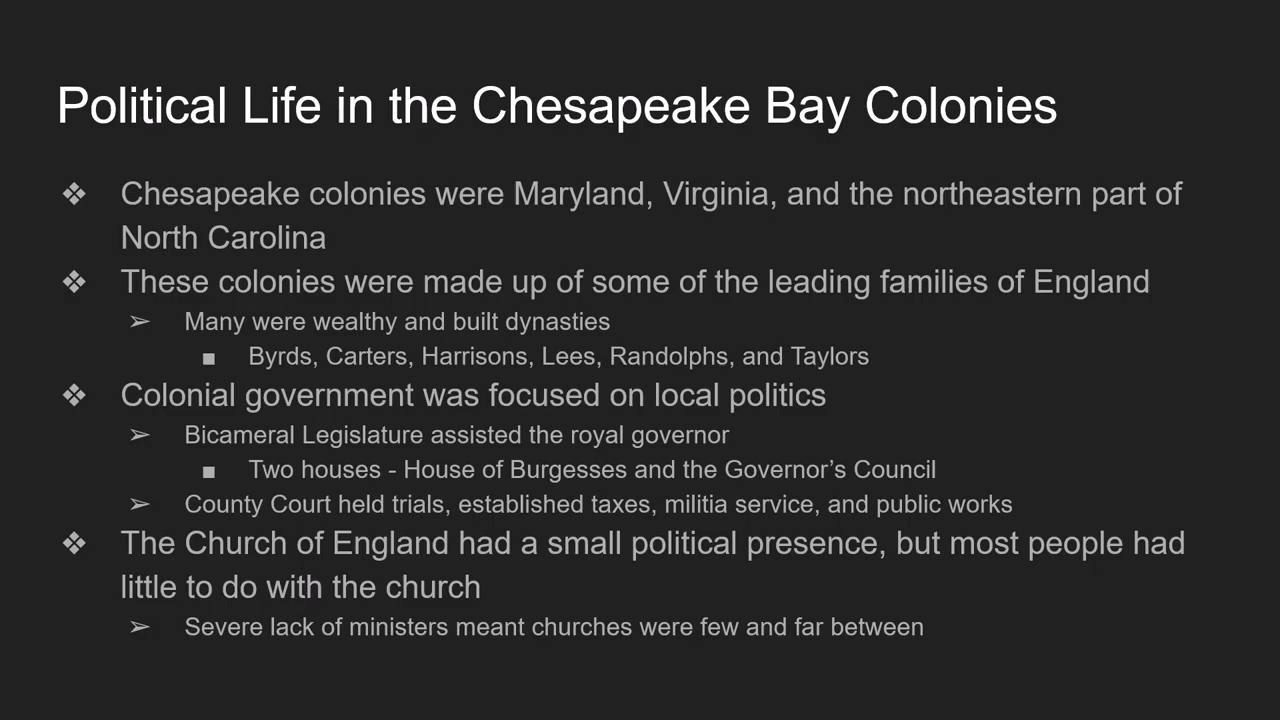 Political Life in the Chesapeake Bay Colonies
❖ Chesapeake colonies were Maryland, Virginia, and the northeastern part of
North Carolina
❖ These colonies were made up of some of the leading families of England
➢ Many were wealthy and built dynasties
■ Byrds, Carters, Harrisons, Lees, Randolphs, and Taylors
❖ Colonial government was focused on local politics
➢ Bicameral Legislature assisted the royal governor
■ Two houses - House of Burgesses and the Governor’s Council
➢ County Court held trials, established taxes, militia service, and public works
❖ The Church of England had a small political presence, but most people had
little to do with the church
➢ Severe lack of ministers meant churches were few and far between